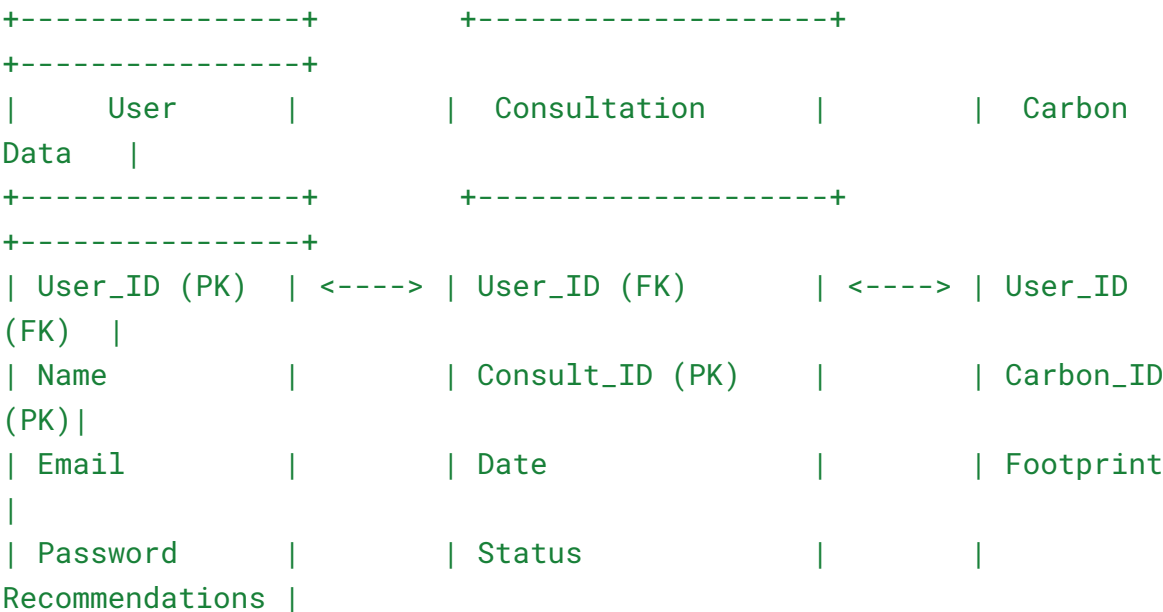 +----------------+ +-------------------+
+----------------+
| User | | Consultation | | Carbon
Data |
+----------------+ +-------------------+
+----------------+
| User_ID (PK) | <----> | User_ID (FK) | <----> | User_ID
(FK) |
| Name | | Consult_ID (PK) | | Carbon_ID
(PK)|
| Email | | Date | | Footprint
|
| Password | | Status | |
Recommendations |